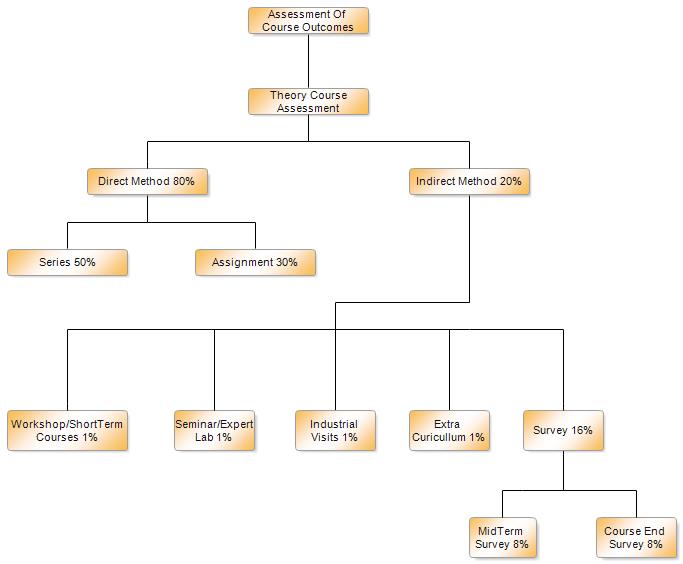 Assessment Of
Course Outcomes
Theory Course
Assessment
Direct Method 80%
Indirect Method 20%
Series 50%
Assignment 30%
Workshop/ShortTerm
Courses 1%
Seminar/Expert
Lab 1%
Industrial
Visits 1%
Extra
Curicullum 1%
Survey 16%
MidTerm
Survey 8%
Course End
Survey 8%